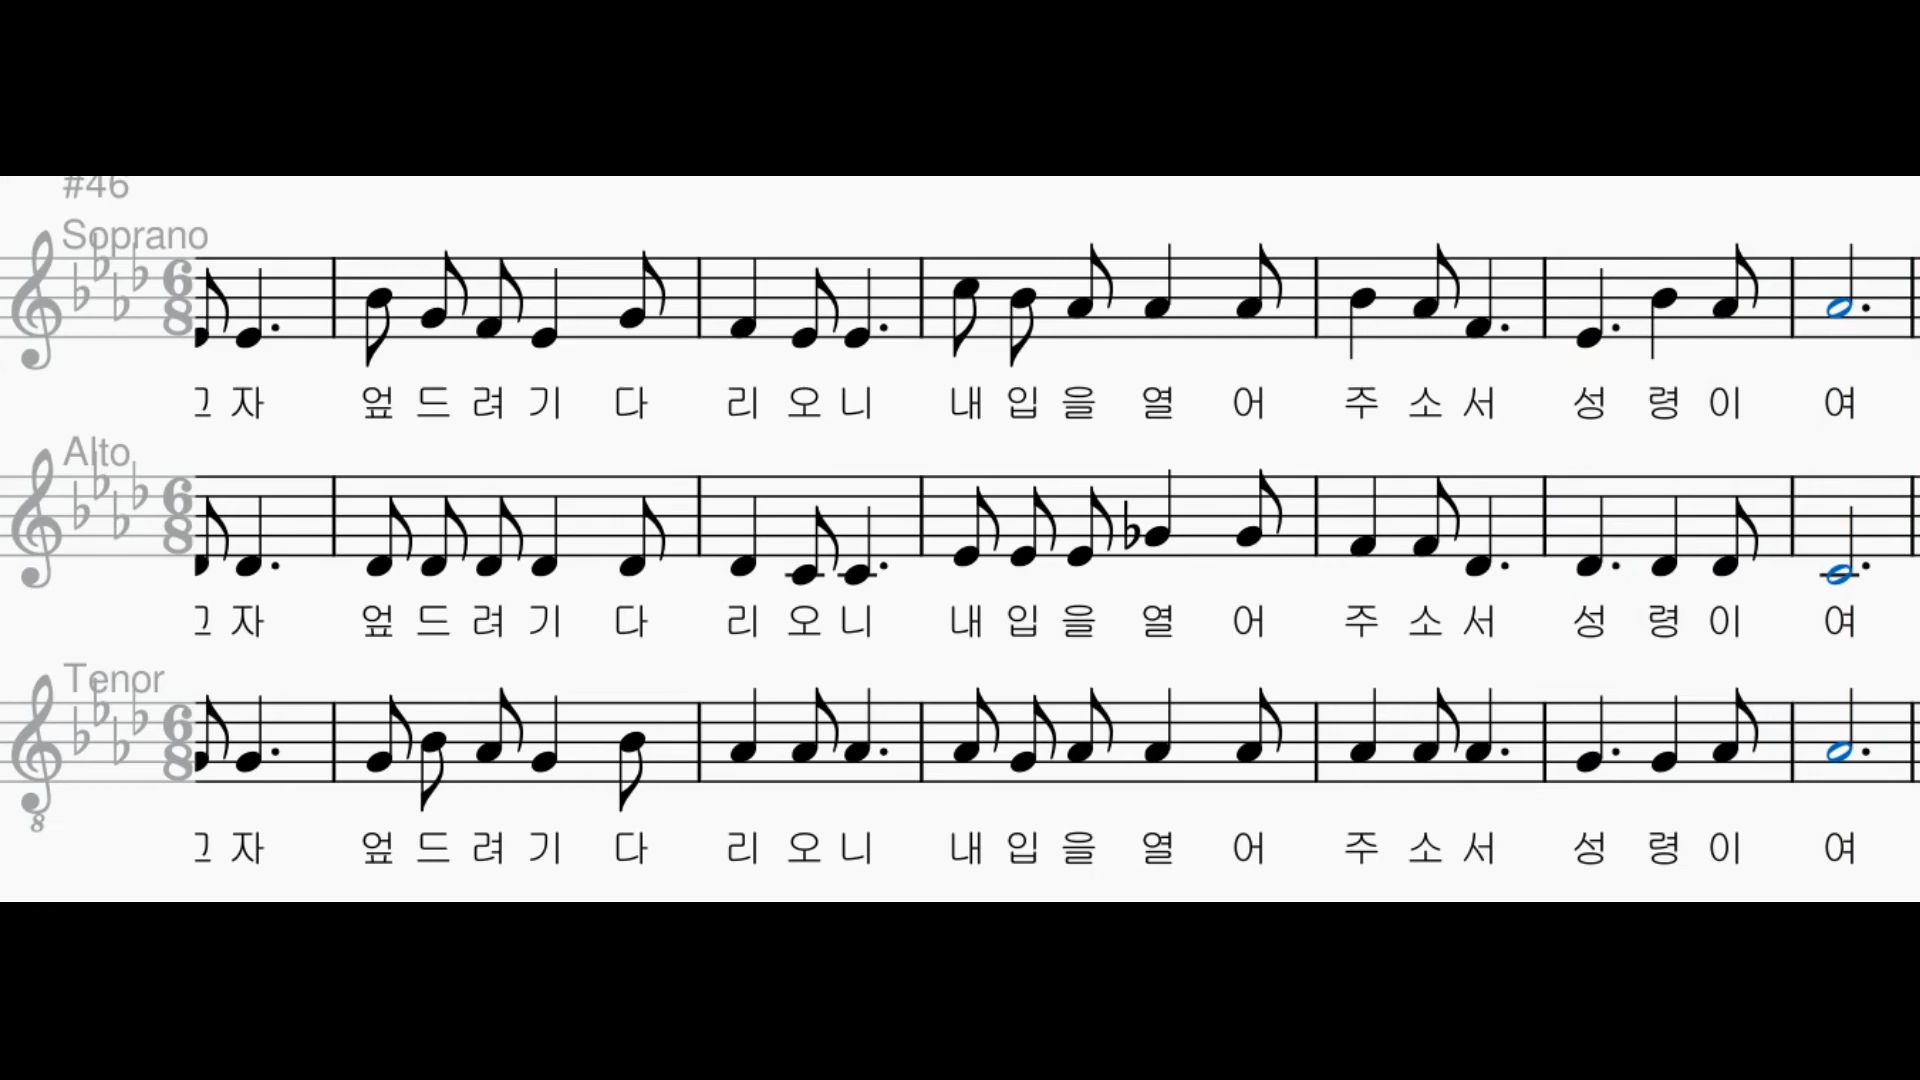 #46
Soprano
자 엎 드 려 기 다 리 오 니 내 입 을 열 어 주 소 서 성 령 이 여
Alto
자 엎 드 려 기 다 리 오 니 내 입 을 열 어 주 소 서 성 령 이 여
Tenor
자 엎 드 려 기 다 리 오 니 내 입 을 열 어 주 소 서 성 령 이 여